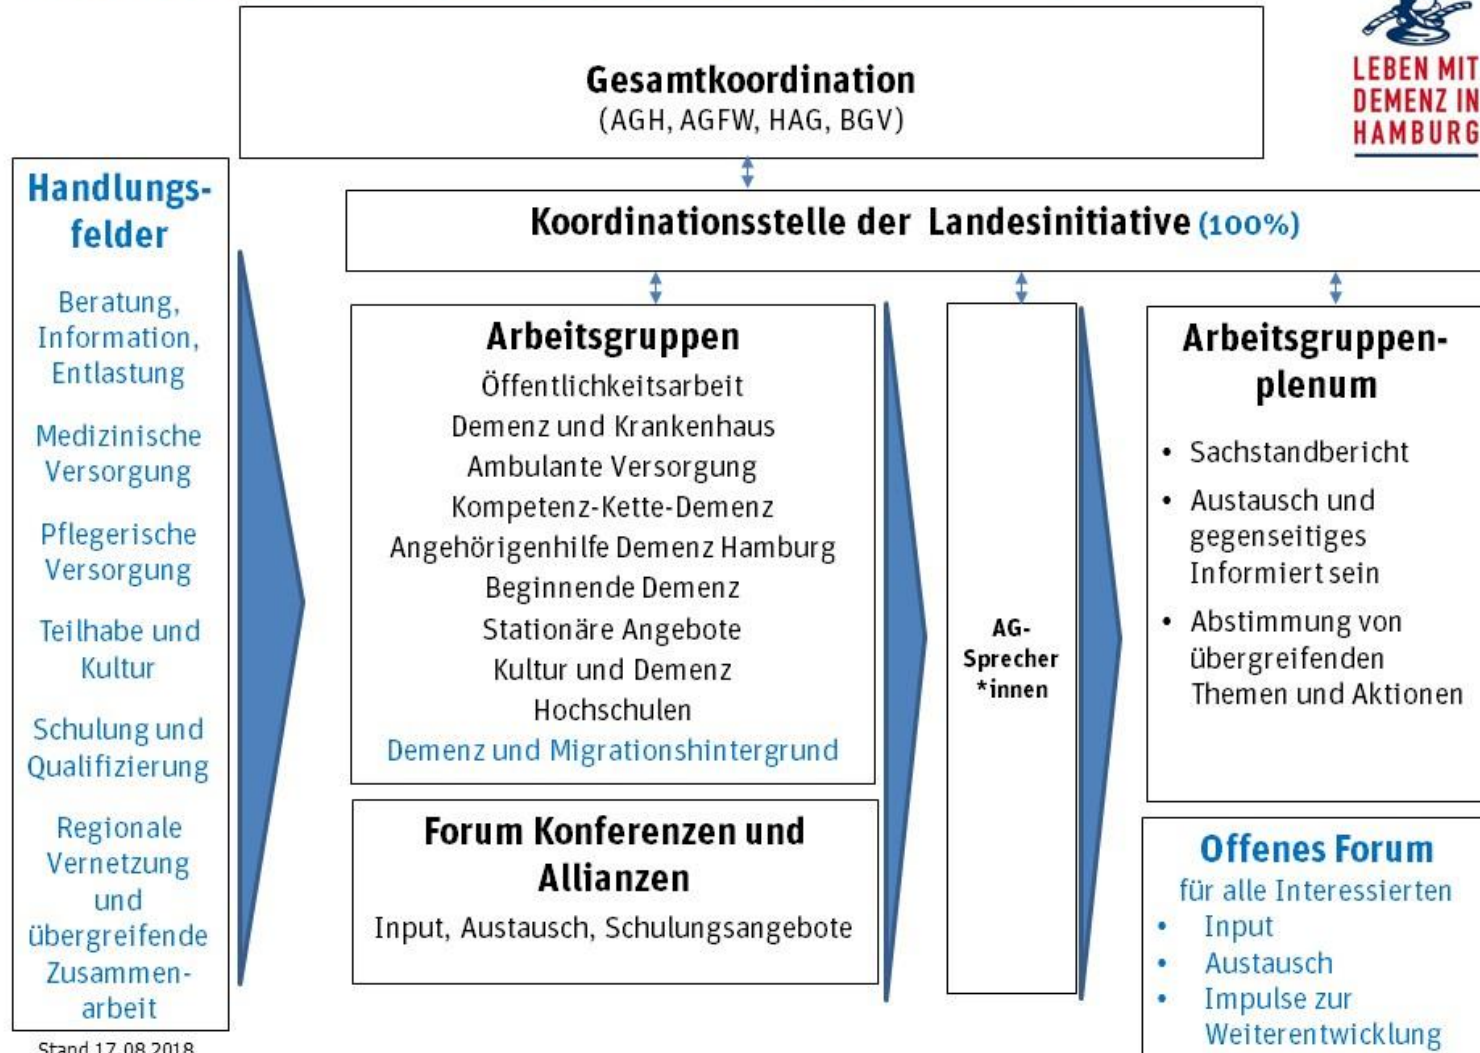 Gesamtkoordination
(AGH, AGFW, HAG, BGV)
LEBEN MIT
DEMENZ IN
HAMBURG
Koordinationsstelle der Landesinitiative (100%)
Handlungs-
felder
Beratung,
Information,
Entlastung
Medizinische
Versorgung
Pflegerische
Versorgung
Teilhabe und
Kultur
Schulung und
Qualifizierung
Regionale
Vernetzung
und
übergreifende
Zusammen-
arbeit
Stand 17.08.2018
Arbeitsgruppen
Öffentlichkeitsarbeit
Demenz und Krankenhaus
Ambulante Versorgung
Kompetenz-Kette-Demenz
Angehörigenhilfe Demenz Hamburg
Beginnende Demenz
Stationäre Angebote
Kultur und Demenz
Hochschulen
Demenz und Migrationshintergrund
Forum Konferenzen und
Allianzen
Input, Austausch, Schulungsangebote
AG-
Sprecher
*innen
Arbeitsgruppen-
plenum
• Sachstandbericht
• Austausch und
gegenseitiges
Informiert sein
• Abstimmung von
übergreifenden
Themen und Aktionen
Offenes Forum
für alle Interessierten
• Input
• Austausch
• Impulse zur
Weiterentwicklung